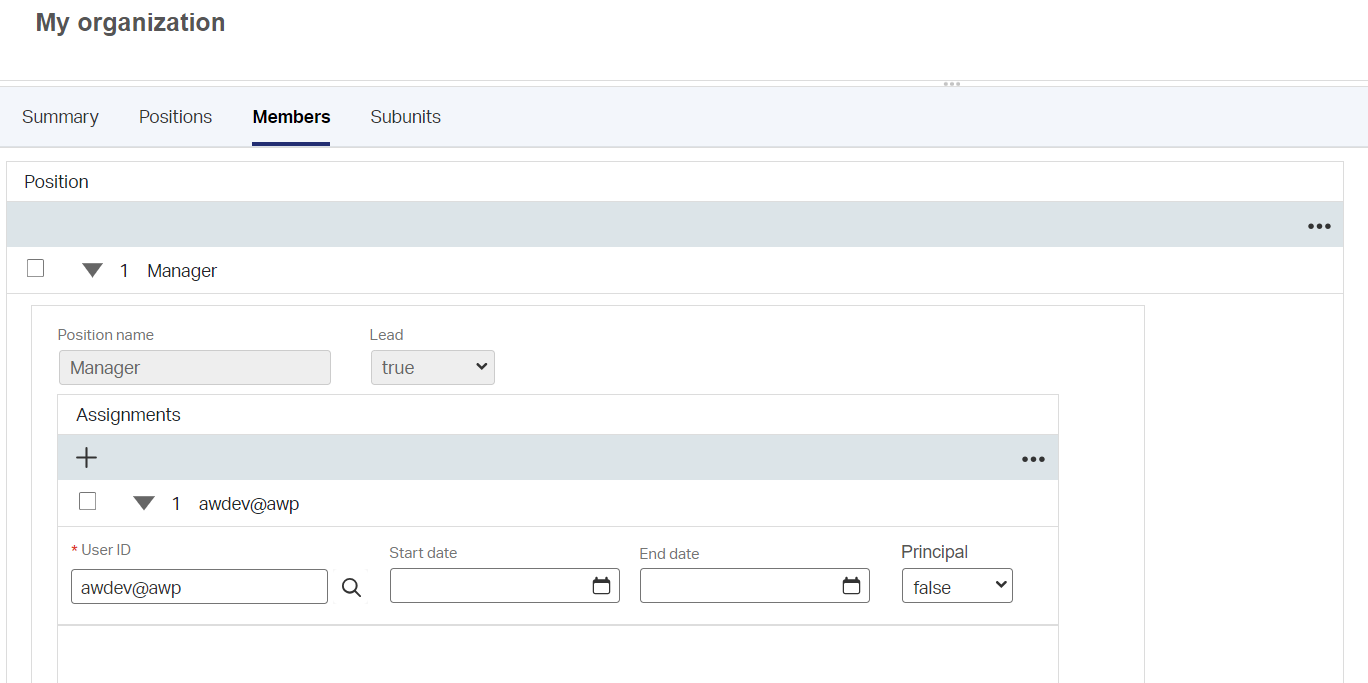 My organization
Summary Positions Members Subunits
Position
1 Manager
Position name Lead
Manager true
Assignments
1 awdev@awp
* User ID Start date End date Principal
awdev@awp false